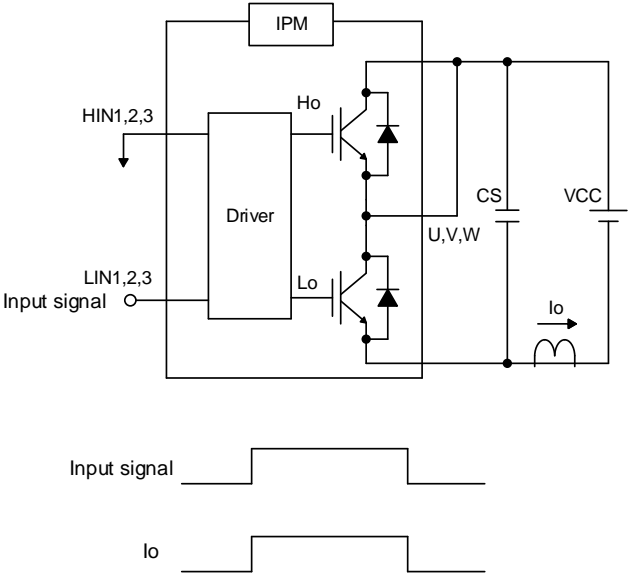 IPM
Ho
HIN1,2,3
Driver
CS
VCC
U,V,W
LIN1,2,3
Lo
Input signal
Io
Input signal
Io